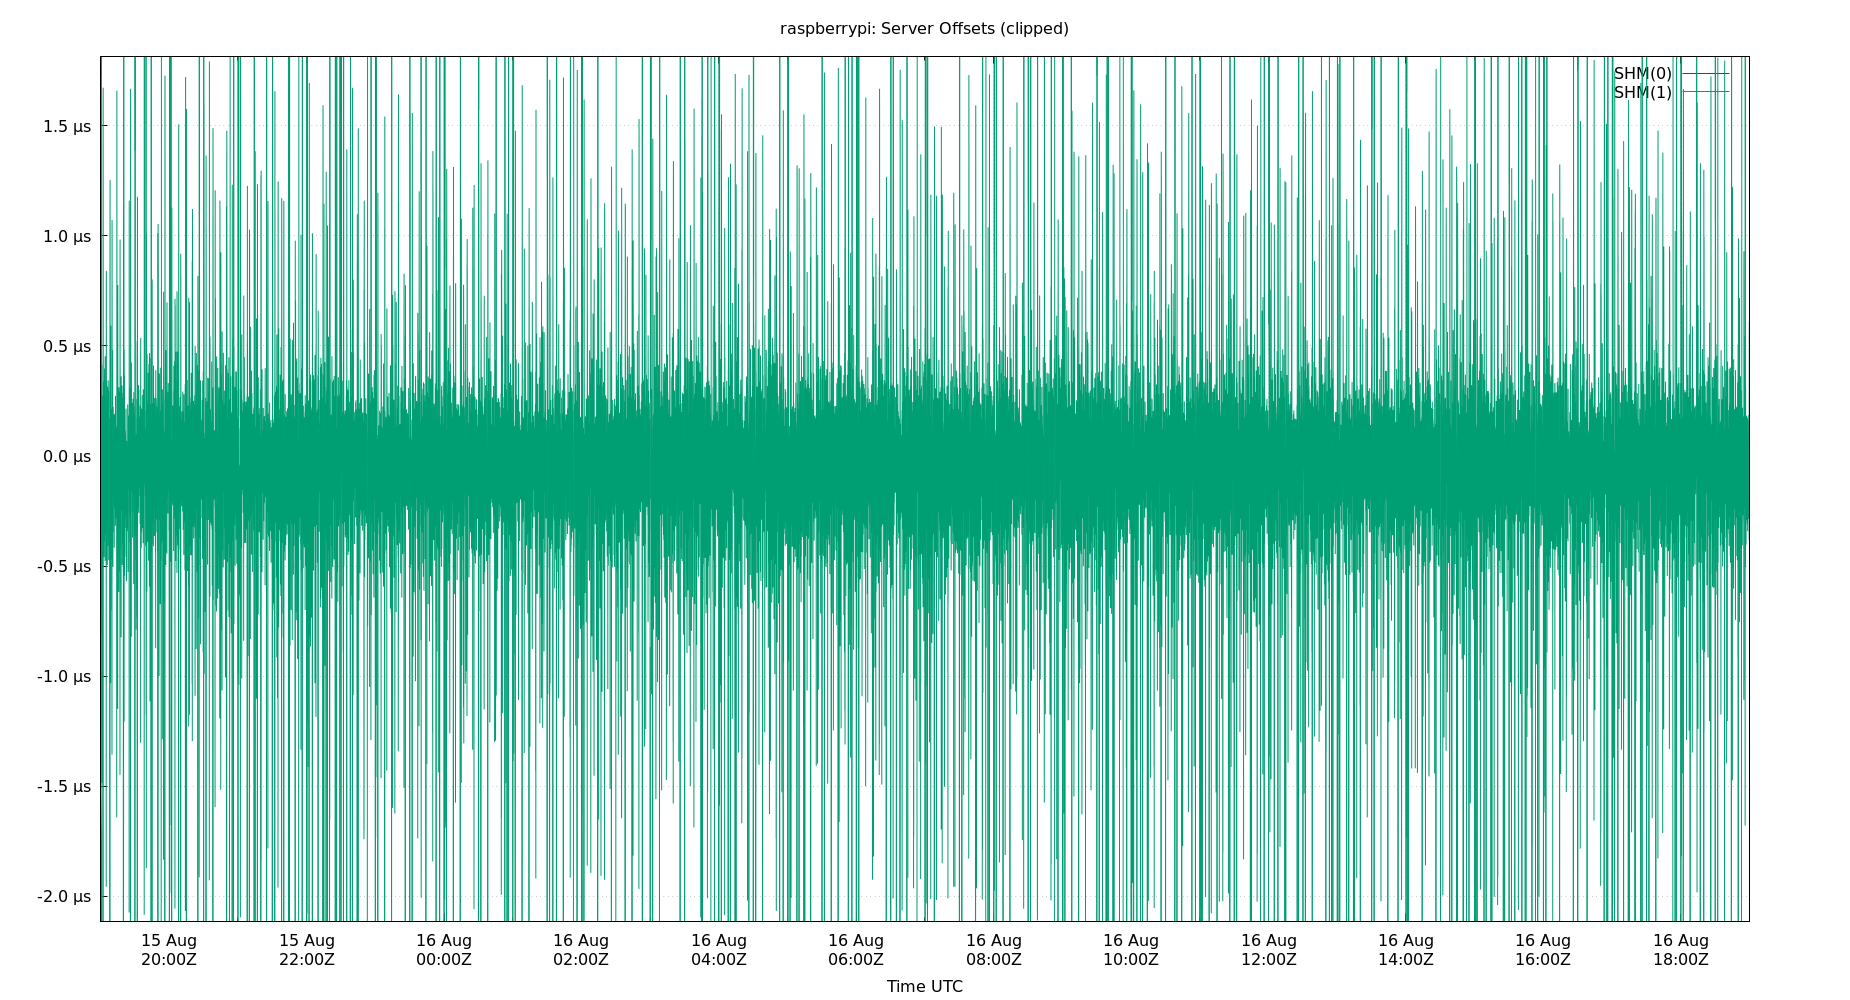 raspberrypi: Server Offsets (clipped)
SHM(0)
SHM(1)
1.5 µs
1.0 µs
0.5 µs
0.0 µs
-0.5 µs
-1.0 µs
-1.5 µs
-2.0 µs
15 Aug 15 Aug 16 Aug 16 Aug 16 Aug 16 Aug 16 Aug 16 Aug 16 Aug 16 Aug 16 Aug 16 Aug
20:00Z 22:00Z 00:00Z 02:00Z 04:00Z 06:00Z 08:00Z 10:00Z 12:00Z 14:00Z 16:00Z 18:00Z
Time UTC